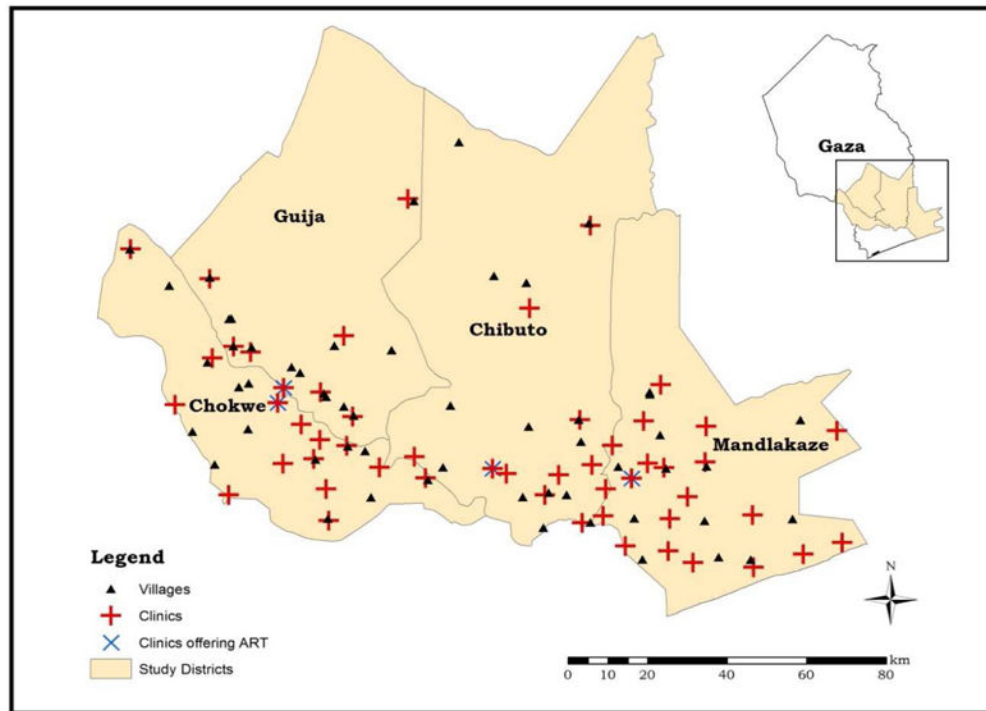 Gaza
Guija
Chibuto
Chokwe
Mandlakaze
Legend
Villages
Clinics
Clinics offering ART
Study Districts
N
km
0 10 20 40 60 80